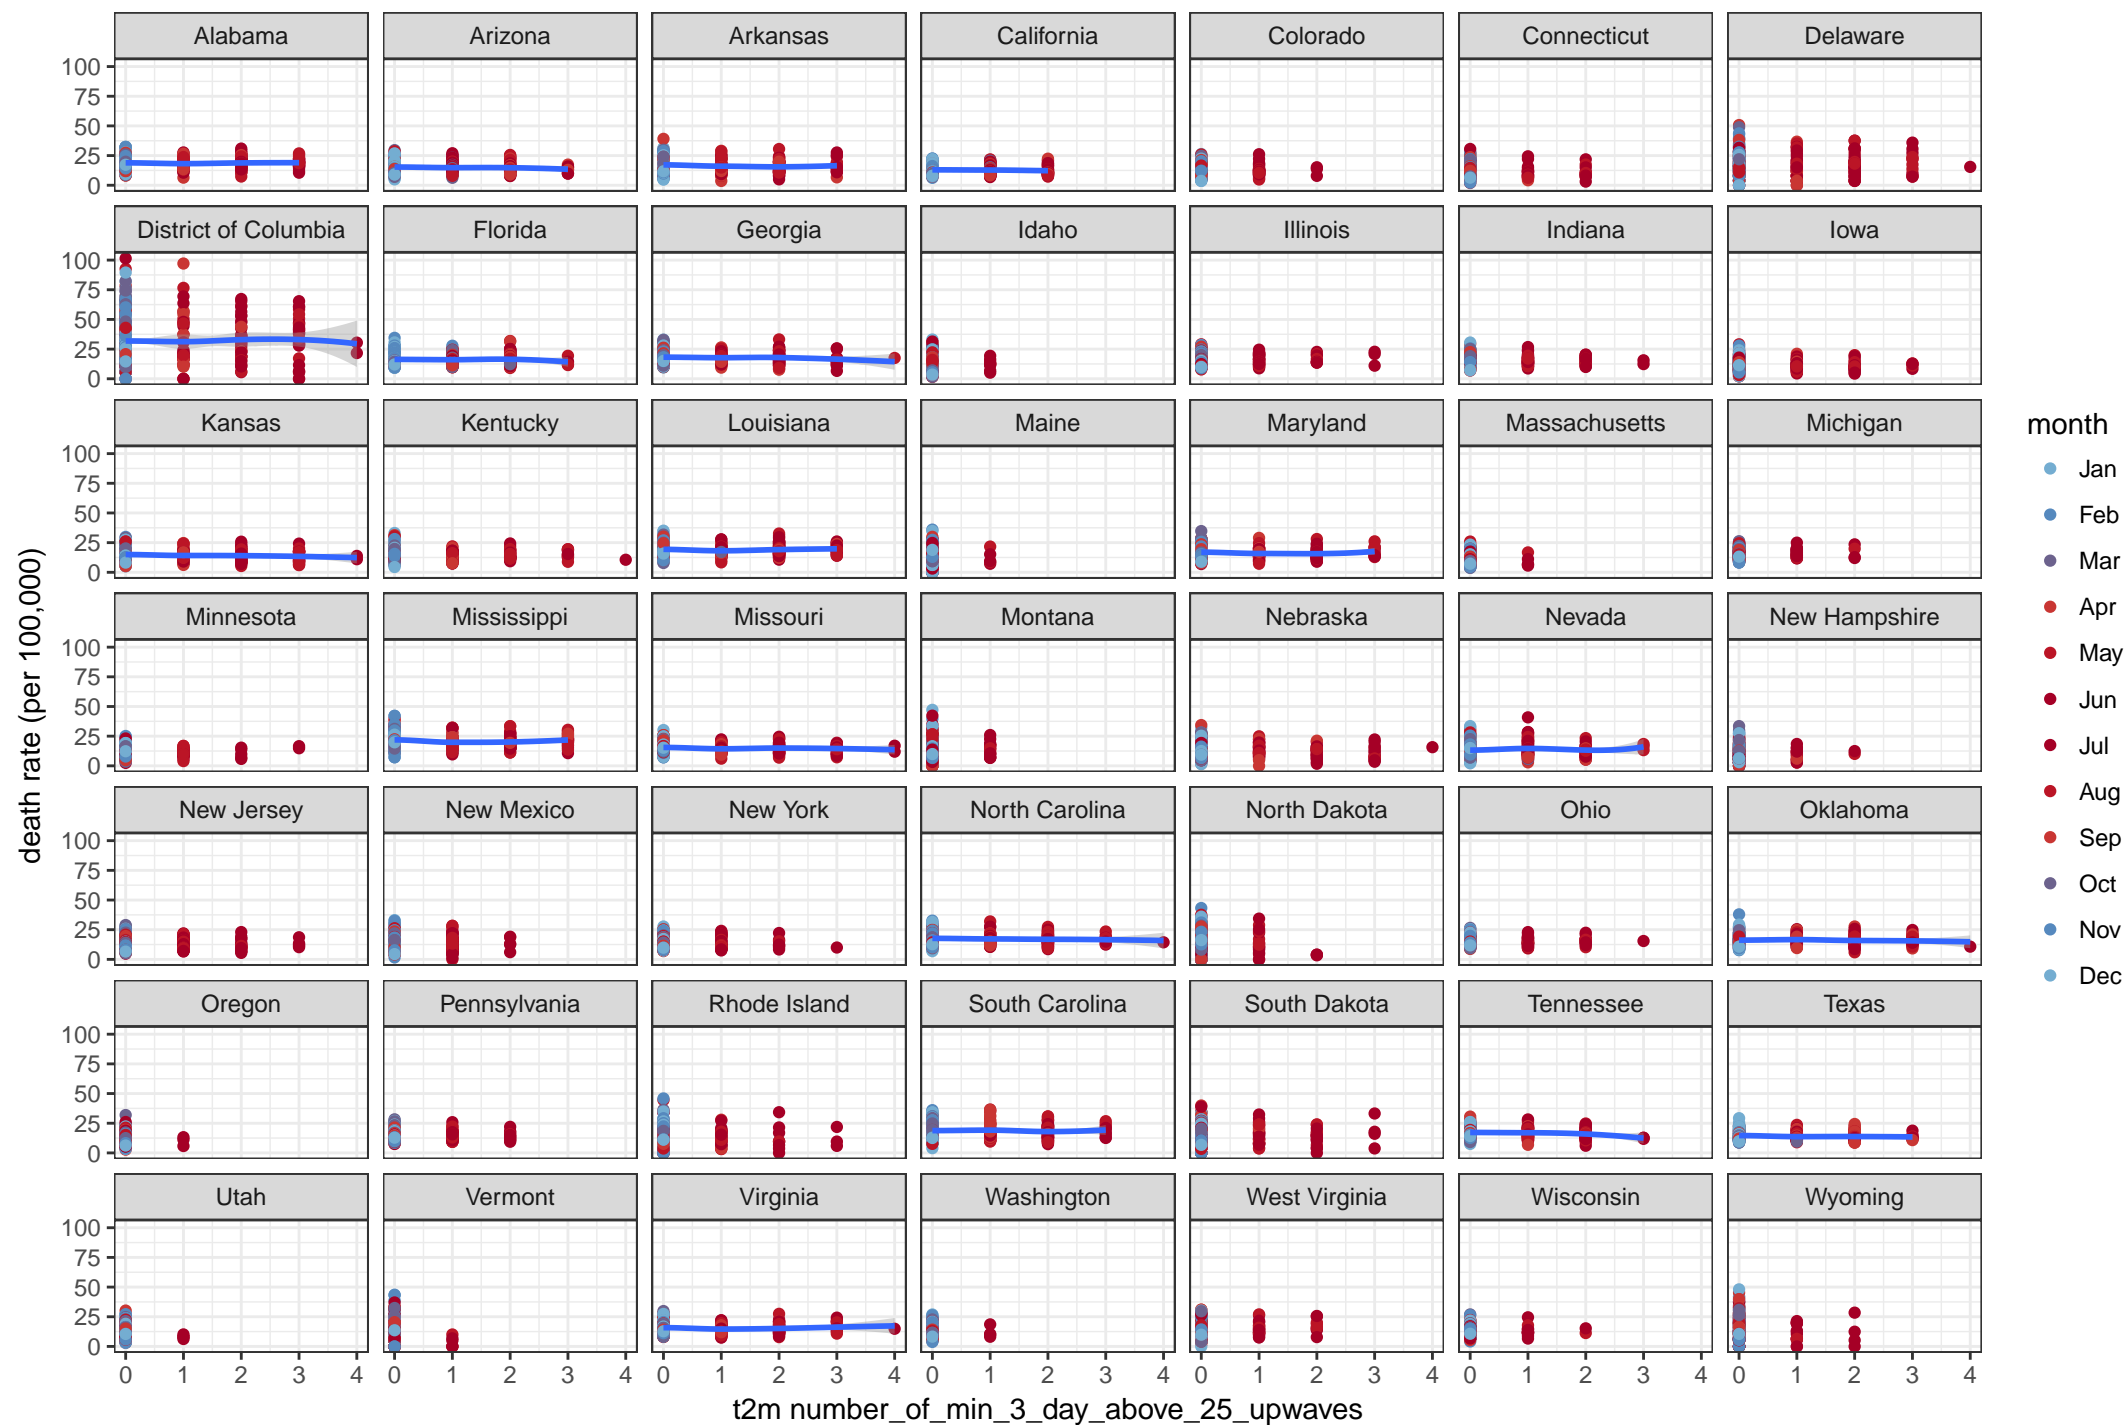 Alabama Arizona Arkansas California Colorado Connecticut Delaware
100
75
50
25
0
District of Columbia Florida Georgia Idaho Illinois Indiana Iowa
100
75
50
25
0
Kansas Kentucky Louisiana Maine Maryland Massachusetts Michigan
100
75
50
25
0
Minnesota Mississippi Missouri Montana Nebraska Nevada New Hampshire
100
75
50
25
0
New Jersey New Mexico New York North Carolina North Dakota Ohio Oklahoma
100
75
50
25
0
Oregon Pennsylvania Rhode Island South Carolina South Dakota Tennessee Texas
100
75
50
25
0
Utah Vermont Virginia Washington West Virginia Wisconsin Wyoming
100
75
50
25
0
0 1 2 3 4 0 1 2 3 4 0 1 2 3 4 0 1 2 3 4 0 1 2 3 4 0 1 2 3 4 0 1 2 3 4
t2m number_of_min_3_day_above_25_upwaves
death rate (per 100,000)
month
Jan
Feb
Mar
Apr
May
Jun
Jul
Aug
Sep
Oct
Nov
Dec